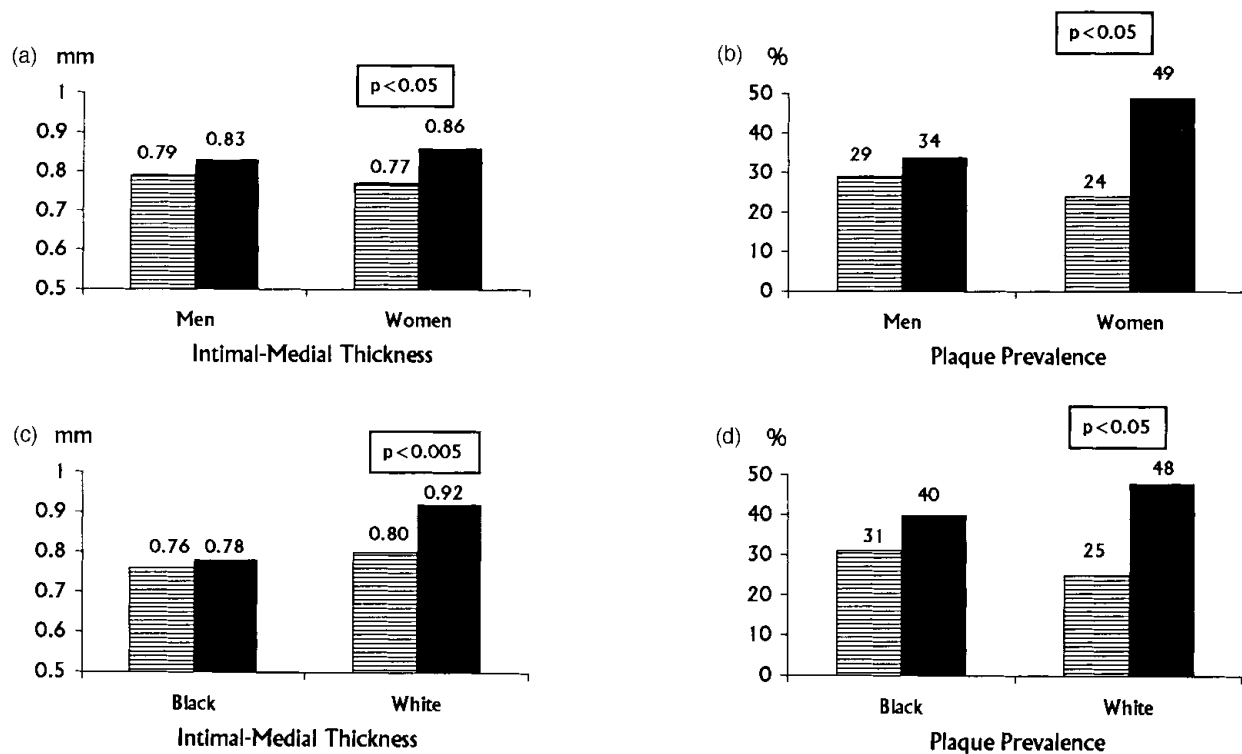 (a) mm
p<0.05
1
0.9
0.8
0.7
0.6
0.5
0.79
0.83
0.77
0.86
Men
Women
Intimal-Medial Thickness
(b) %
p<0.05
50
40
30
20
10
0
29
34
24
49
Men
Women
Plaque Prevalence
(c) mm
p<0.005
1
0.9
0.8
0.7
0.6
0.5
0.76
0.78
0.80
0.92
Black
White
Intimal-Medial Thickness
(d) %
p<0.05
50
40
30
20
10
0
31
40
25
48
Black
White
Plaque Prevalence